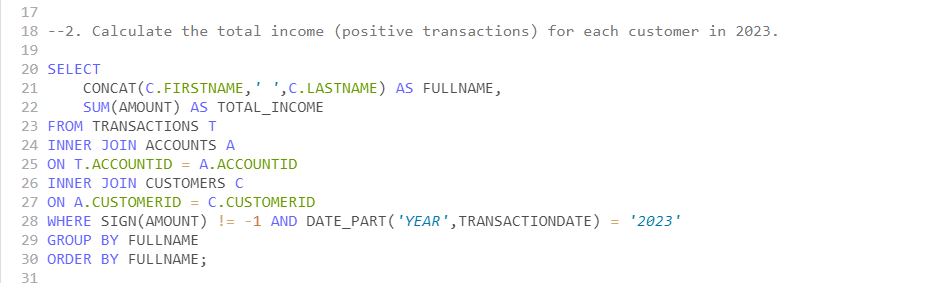 17
18 --2. Calculate the total income (positive transactions) for each customer in 2023.
19
20 SELECT
21     CONCAT(C.FIRSTNAME,' ',C.LASTNAME) AS FULLNAME,
22     SUM(AMOUNT) AS TOTAL_INCOME
23 FROM TRANSACTIONS T
24 INNER JOIN ACCOUNTS A
25 ON T.ACCOUNTID = A.ACCOUNTID
26 INNER JOIN CUSTOMERS C
27 ON A.CUSTOMERID = C.CUSTOMERID
28 WHERE SIGN(AMOUNT) != -1 AND DATE_PART('YEAR',TRANSACTIONDATE) = '2023'
29 GROUP BY FULLNAME
30 ORDER BY FULLNAME;
31